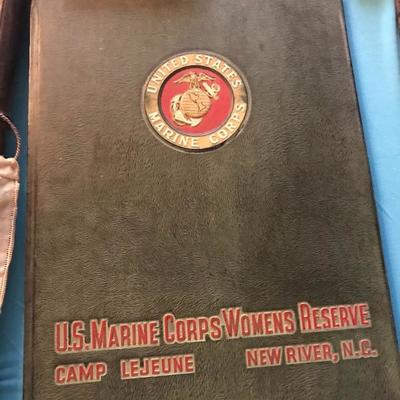 UNITED STATES
MARINE CORPS
U.S. MARINE CORPS WOMENS RESERVE
CAMP LEJEUNE NEW RIVER, N.C.